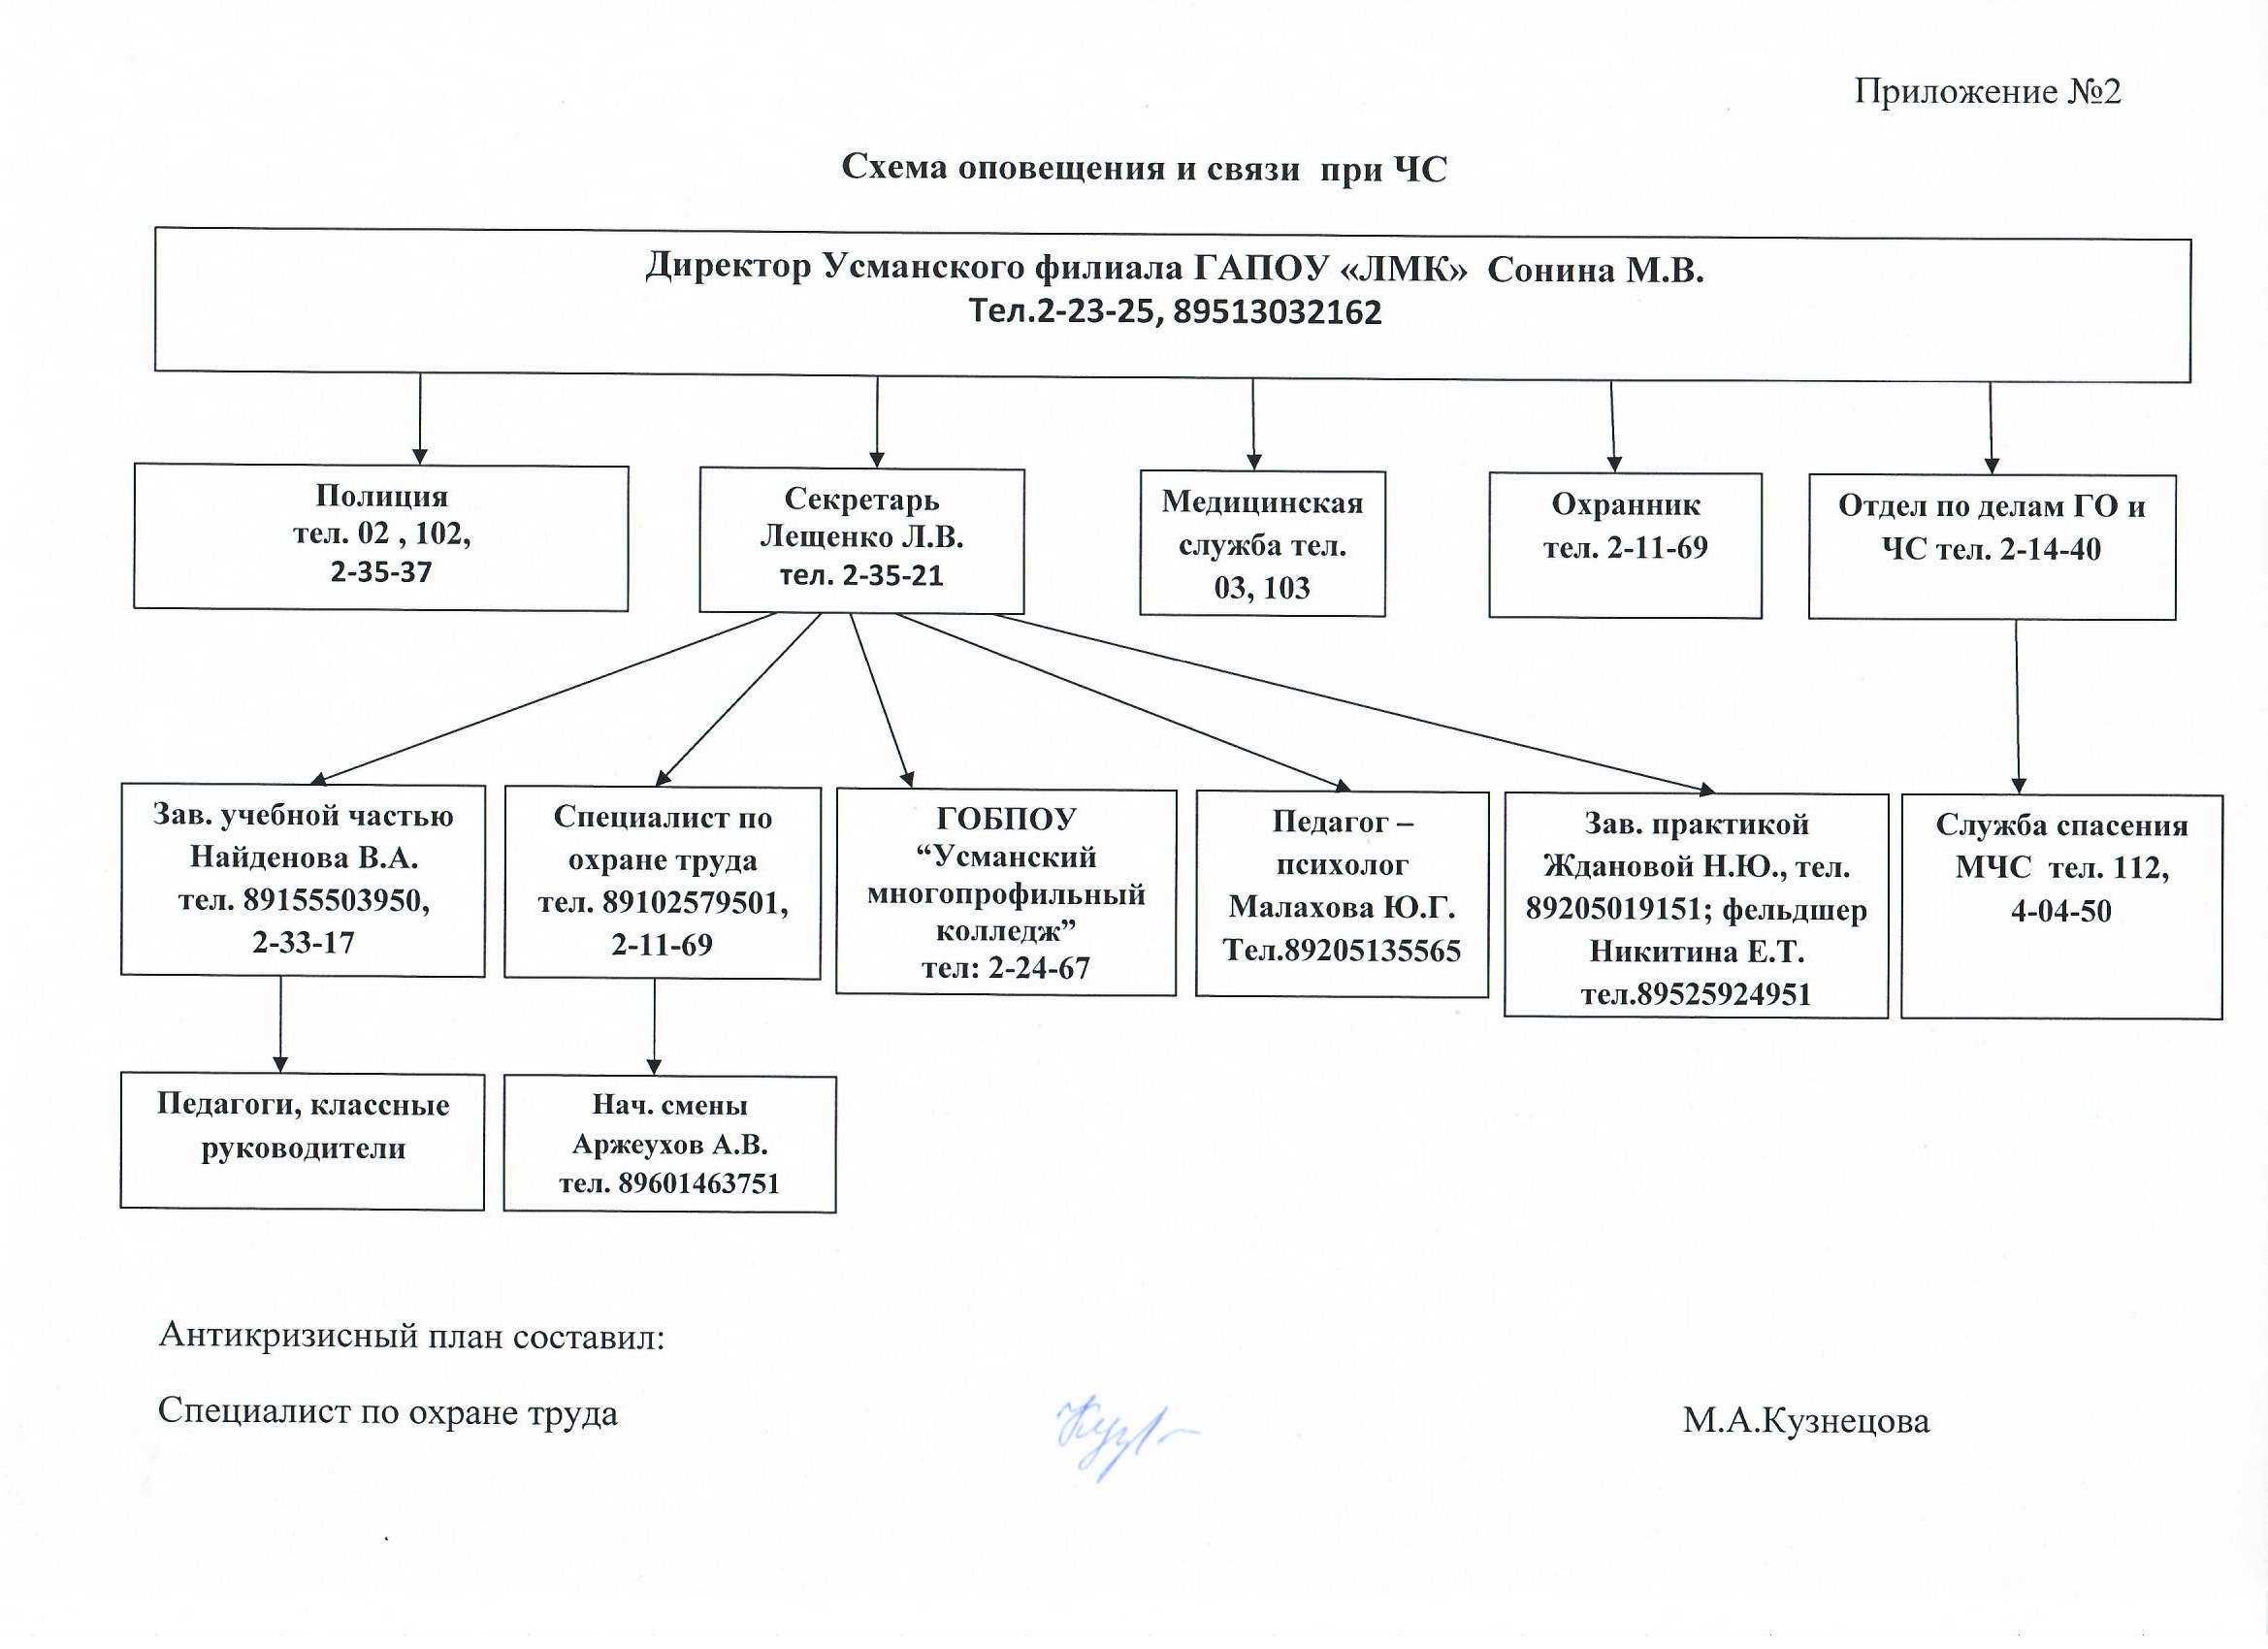 Приложение №2
Схема оповещения и связи при ЧС
Директор Усманского филиала ГАПОУ «ЛМК» Сонина М.В.
Тел.2-23-25, 89513032162
Полиция
тел. 02 , 102,
2-35-37
Секретарь
Лещенко Л.В.
тел. 2-35-21
Медицинская
служба тел.
03, 103
Охранник
тел. 2-11-69
Отдел по делам ГО и
ЧС тел. 2-14-40
Зав. учебной частью
Найденова В.А.
тел. 89155503950,
2-33-17
Специалист по
охране труда
тел. 89102579501,
2-11-69
ГОБПОУ
“Усманский
многопрофильный
колледж”
тел: 2-24-67
Педагог –
психолог
Малахова Ю.Г.
Тел.89205135565
Зав. практикой
Ждановой Н.Ю., тел.
89205019151; фельдшер
Никитина Е.Т.
тел.89525924951
Служба спасения
МЧС тел. 112,
4-04-50
Педагоги, классные
руководители
Нач. смены
Аржеухов А.В.
тел. 89601463751
Антикризисный план составил:
Специалист по охране труда
М.А.Кузнецова